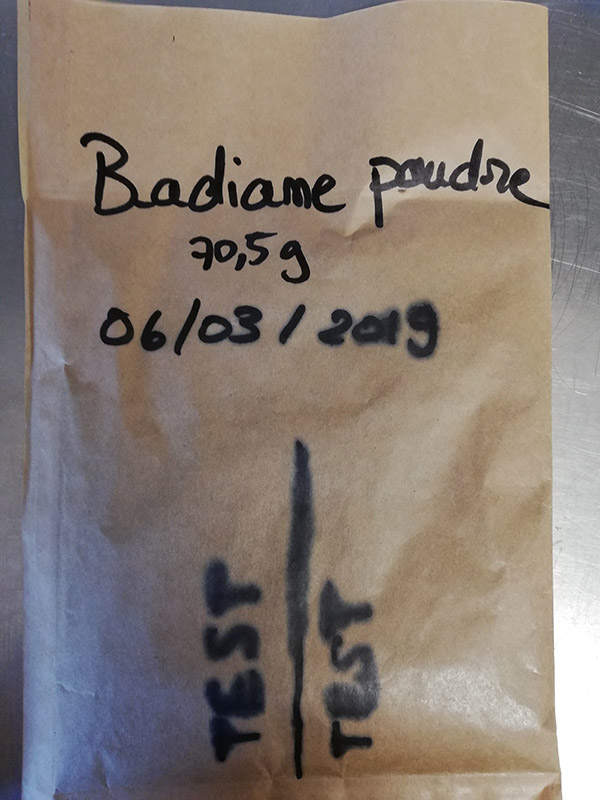 Badiane poudre
70,5g
06/03/2019
TEST
TEST